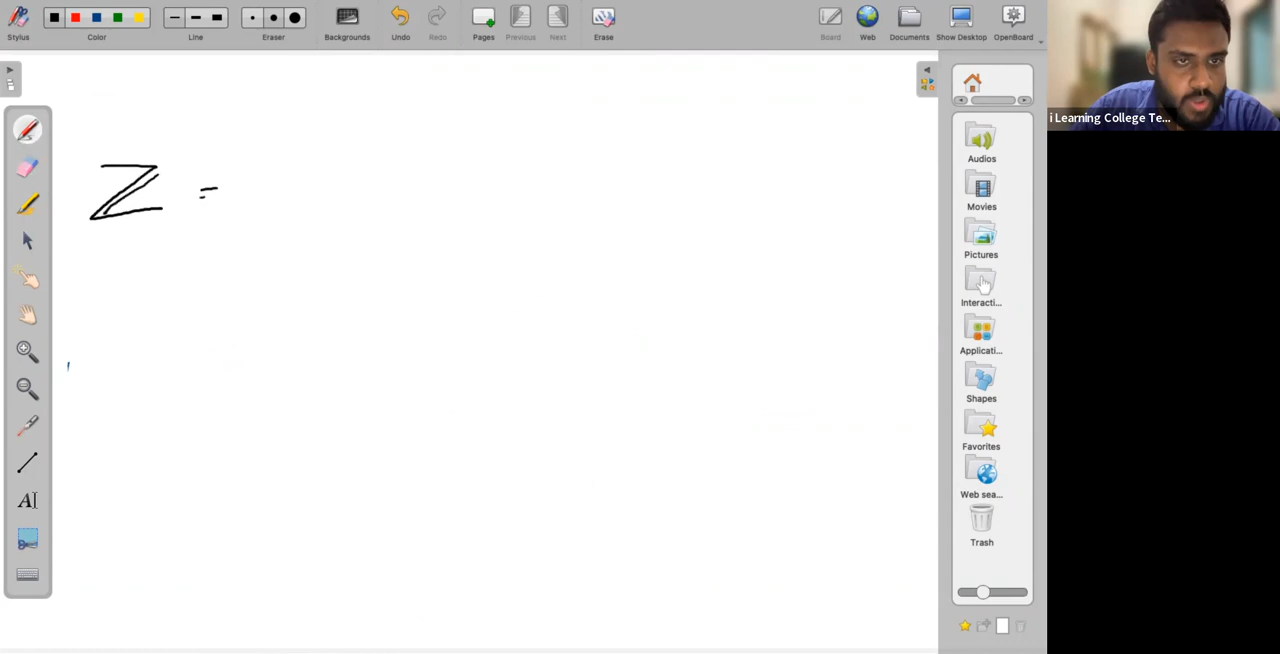 Stylus Color Line Eraser Backgrounds Undo Redo Pages Previous Next Erase Board Web Documents Show Desktop OpenBoard
i Learning College Te...
ℤ =
Audios
Movies
Pictures
Interacti...
Applicati...
Shapes
Favorites
Web sea...
Trash
A